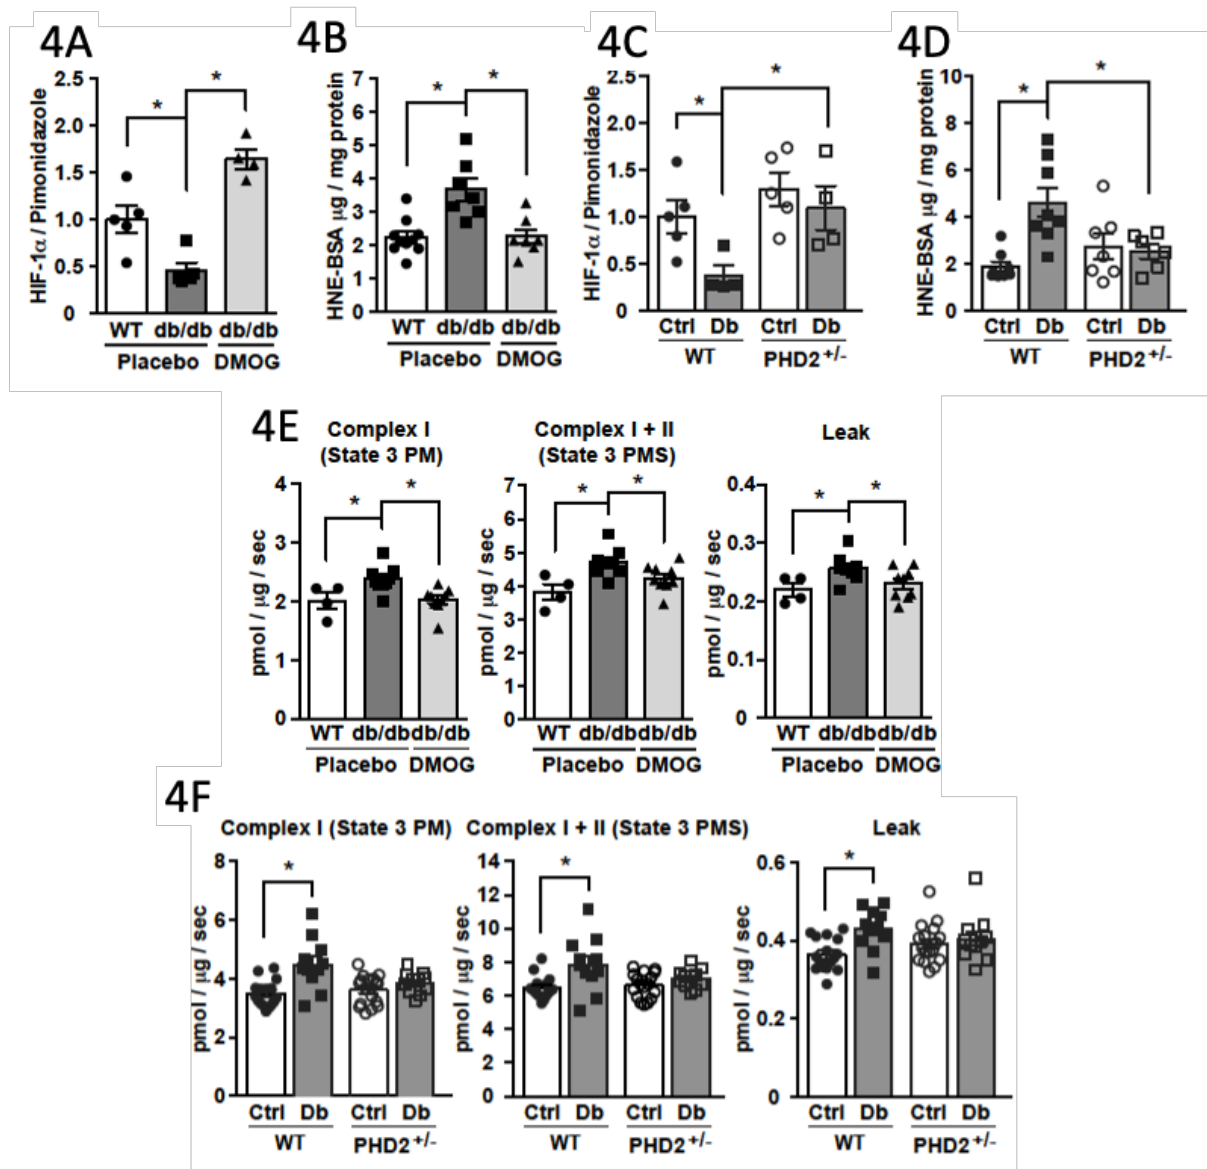 4A
4B
4C
4D
HIF-1α / Pimonidazole
2.5
2.0
1.5
1.0
0.5
0
*
*
WT db/db db/db
Placebo DMOG
HNE-BSA µg / mg protein
7
6
5
4
3
2
1
0
*
*
WT db/db db/db
Placebo DMOG
HIF-1α / Pimonidazole
2.5
2.0
1.5
1.0
0.5
0
*
*
Ctrl Db Ctrl Db
WT PHD2+/-
HNE-BSA µg / mg protein
10
8
6
4
2
0
*
*
Ctrl Db Ctrl Db
WT PHD2+/-
4E
Complex I
(State 3 PM)
pmol / µg / sec
4
3
2
1
0
*
*
WT db/db db/db
Placebo DMOG
Complex I + II
(State 3 PMS)
pmol / µg / sec
7
6
5
4
3
2
1
0
*
*
WT db/db db/db
Placebo DMOG
Leak
pmol / µg / sec
0.4
0.3
0.2
0.1
0
*
*
WT db/db db/db
Placebo DMOG
4F
Complex I (State 3 PM)
pmol / µg / sec
8
6
4
2
0
*
Ctrl Db Ctrl Db
WT PHD2+/-
Complex I + II (State 3 PMS)
pmol / µg / sec
14
12
10
8
6
4
2
0
*
Ctrl Db Ctrl Db
WT PHD2+/-
Leak
pmol / µg / sec
0.6
0.4
0.2
0
*
Ctrl Db Ctrl Db
WT PHD2+/-